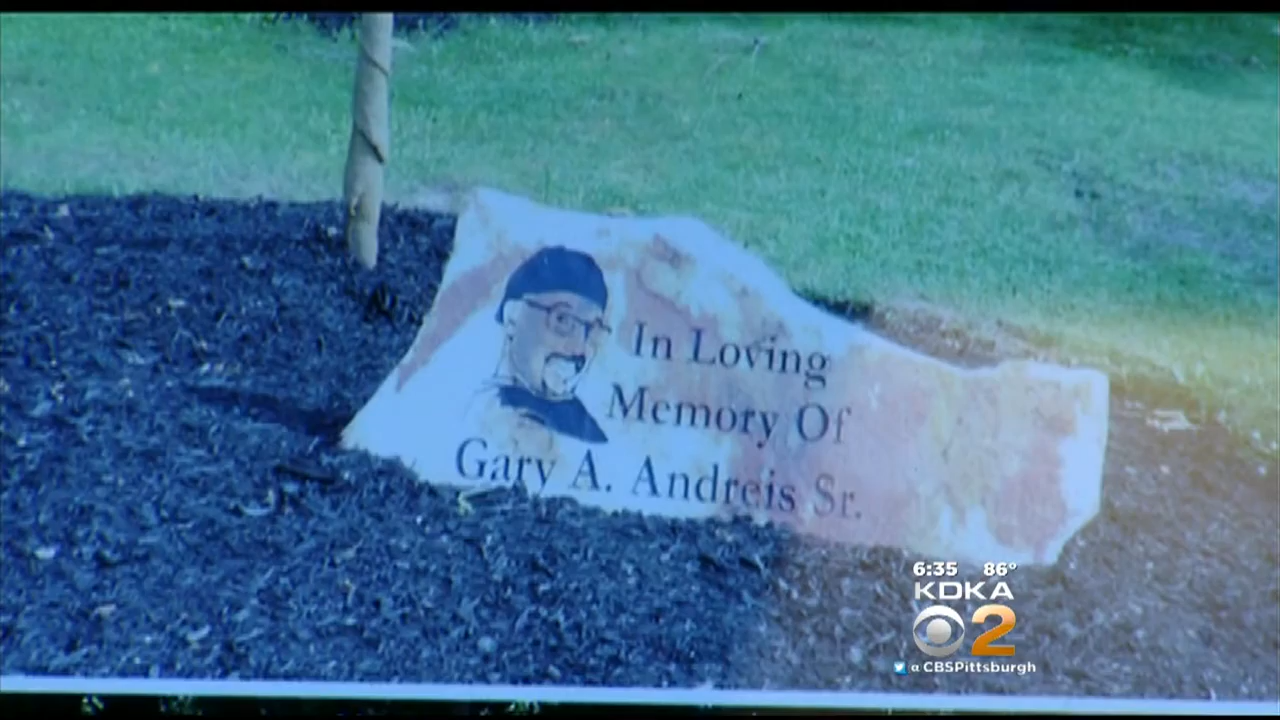 In Loving
Memory Of
Gary A. Andreis Sr.
6:35 86°
KDKA
2
@CBSPittsburgh